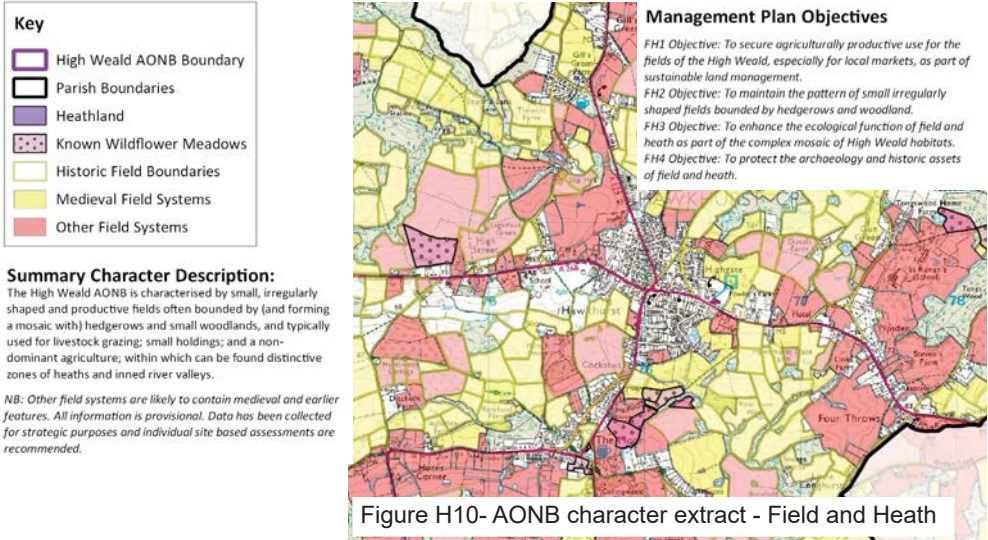 Key
High Weald AONB Boundary
Parish Boundaries
Heathland
Known Wildflower Meadows
Historic Field Boundaries
Medieval Field Systems
Other Field Systems
Summary Character Description:
The High Weald AONB is characterised by small, irregularly
shaped and productive fields often bounded by (and forming
a mosaic with) hedgerows and small woodlands, and typically
used for livestock grazing; small holdings; and a non-
dominant agriculture; within which can be found distinctive
zones of heaths and inned river valleys.
NB: Other field systems are likely to contain medieval and earlier
features. All information is provisional. Data has been collected
for strategic purposes and individual site based assessments are
recommended.
Management Plan Objectives
FH1 Objective: To secure agriculturally productive use for the
fields of the High Weald, especially for local markets, as part of
sustainable land management.
FH2 Objective: To maintain the pattern of small irregularly
shaped fields bounded by hedgerows and woodland.
FH3 Objective: To enhance the ecological function of field and
heath as part of the complex mosaic of High Weald habitats.
FH4 Objective: To protect the archaeology and historic assets
of field and heath.
Gill's
Green
High
Street
A 268
School
Highgate
Hawkhurst
Cockshot
Hotel
Four Throws
The
Corner
Figure H10- AONB character extract - Field and Heath